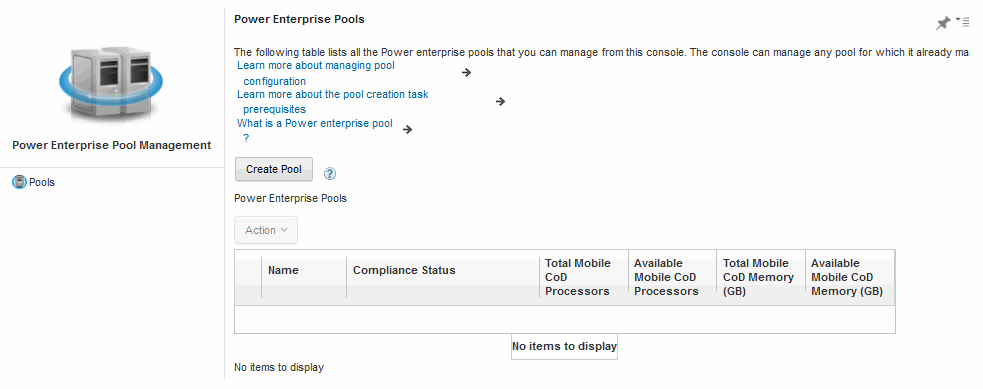 Power Enterprise Pools
The following table lists all the Power enterprise pools that you can manage from this console. The console can manage any pool for which it already ma
Learn more about managing pool
configuration
Learn more about the pool creation task
prerequisites
What is a Power enterprise pool
?
Power Enterprise Pool Management
Pools
Create Pool
?
Power Enterprise Pools
Action
Name
Compliance Status
Total Mobile
CoD
Processors
Available
Mobile CoD
Processors
Total Mobile
CoD Memory
(GB)
Available
Mobile CoD
Memory (GB)
No items to display
No items to display